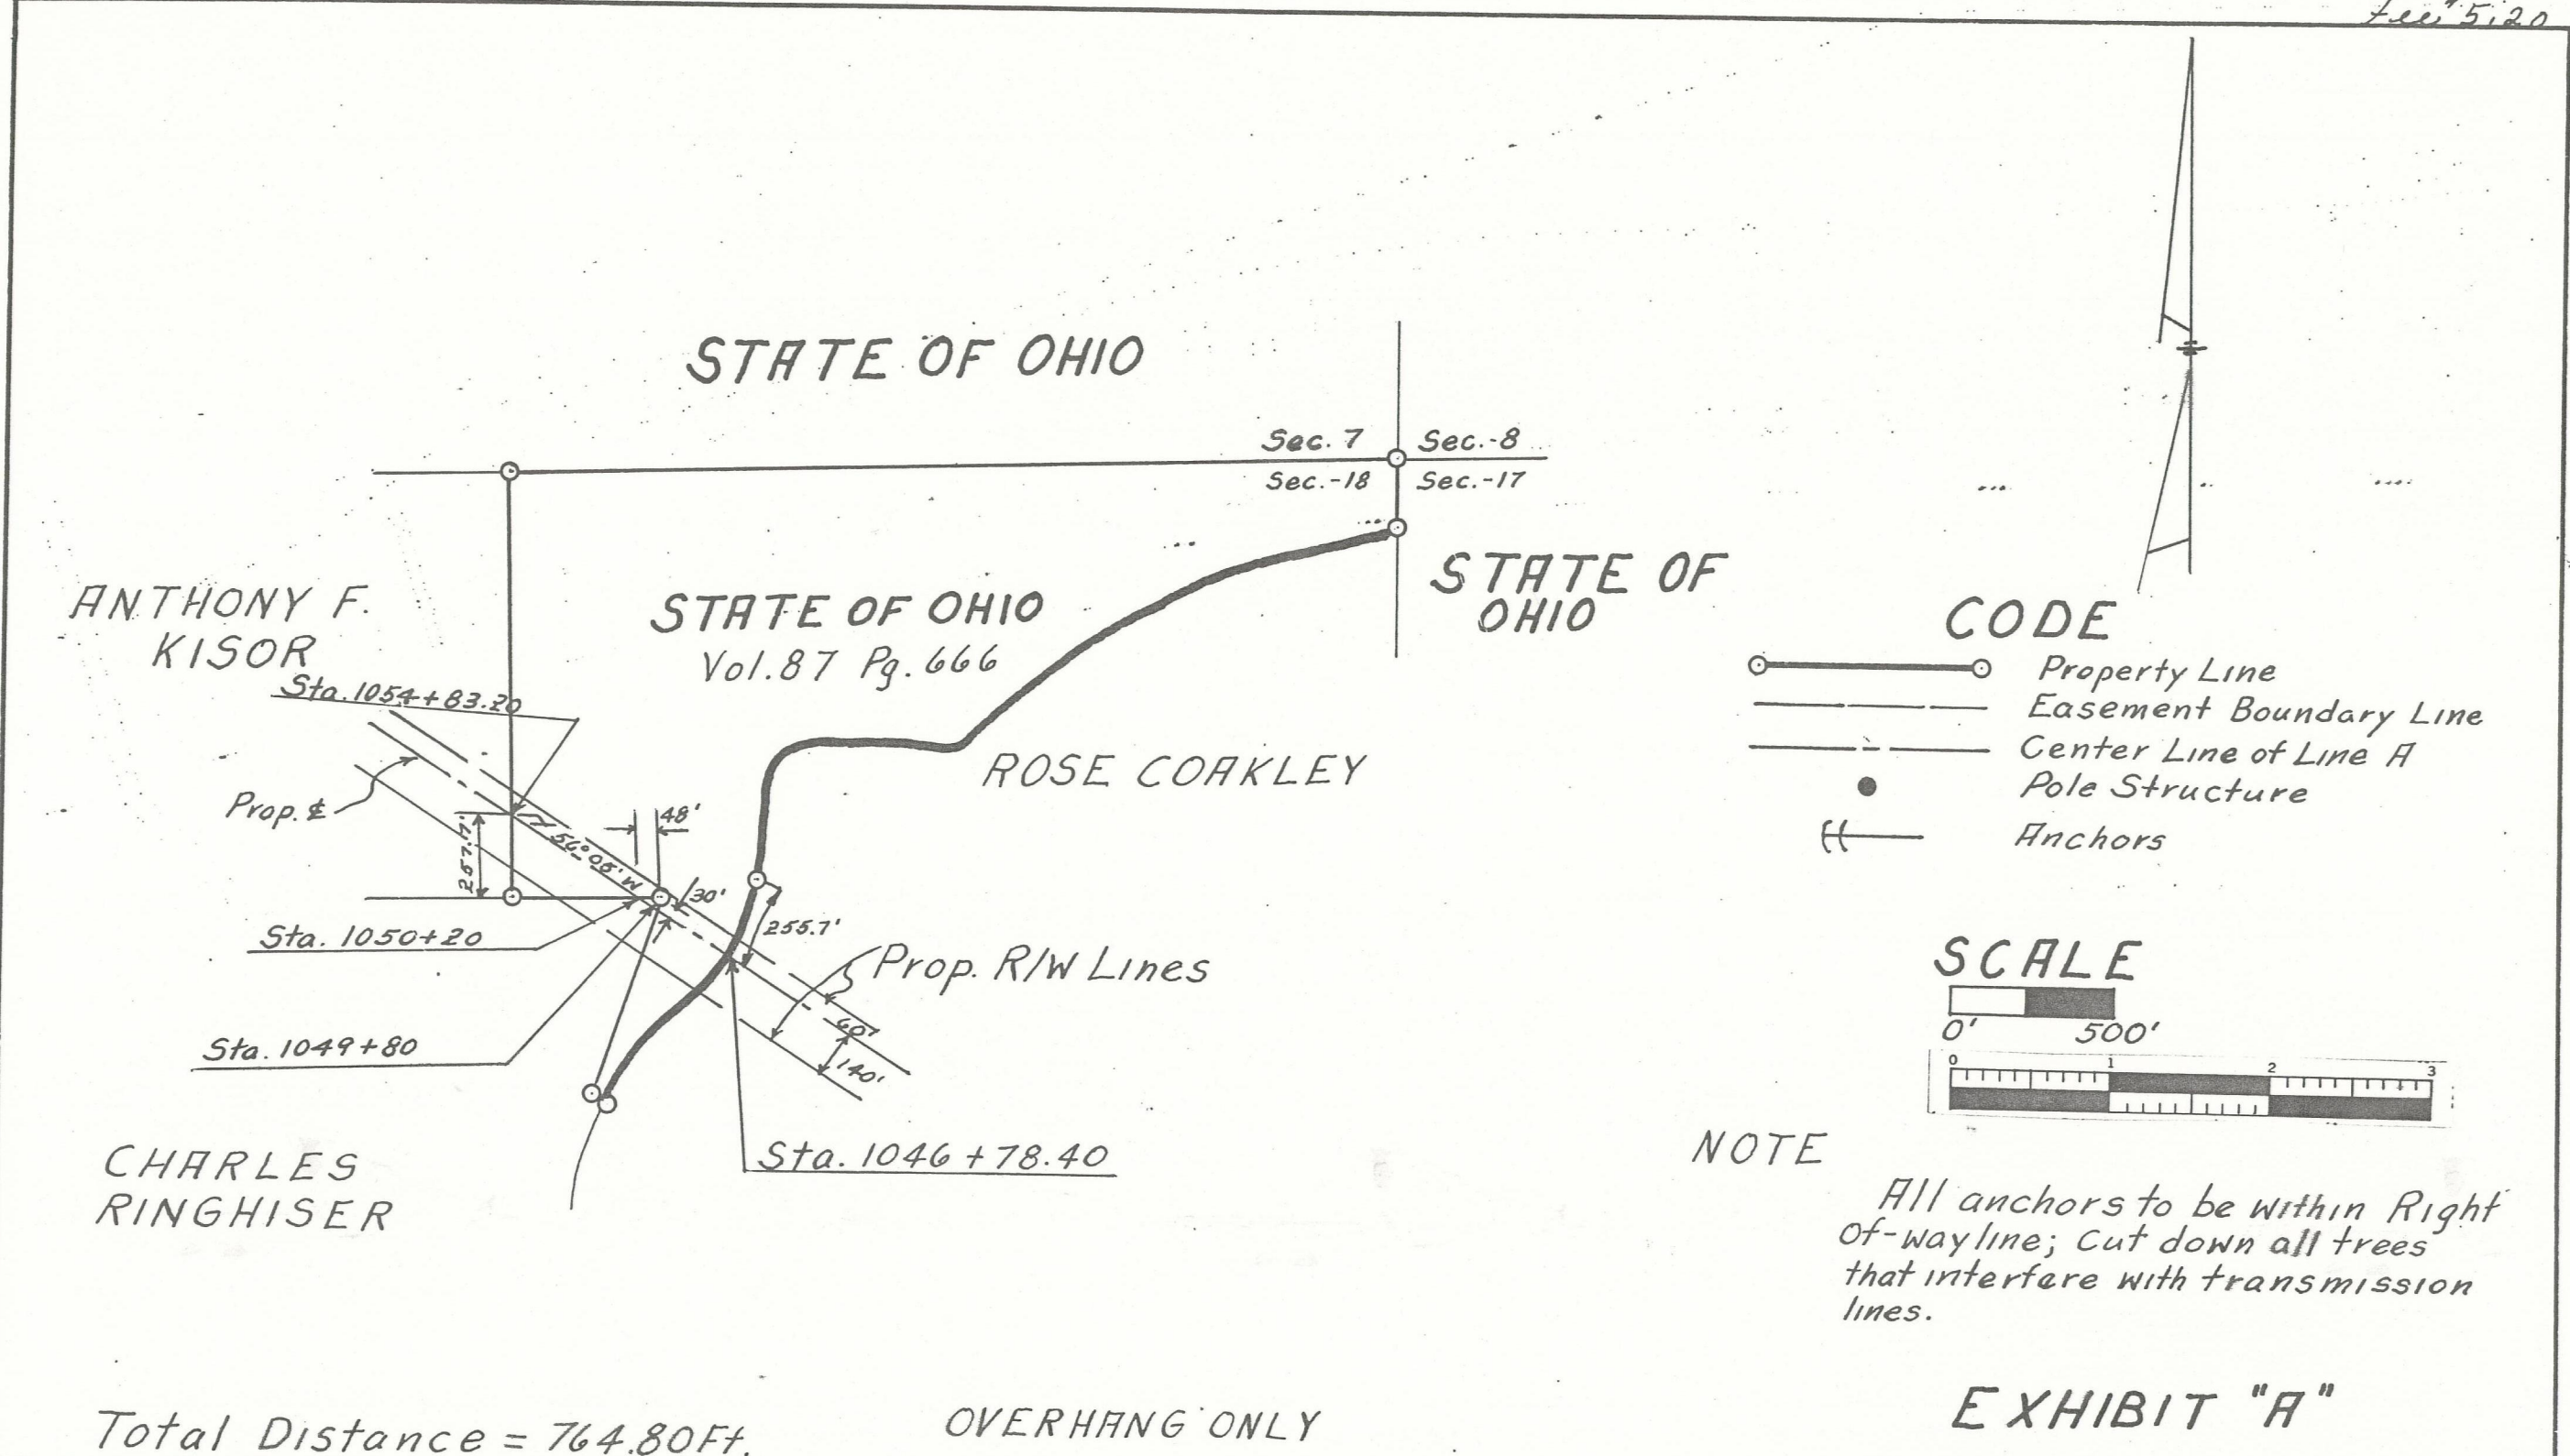 Fee 5.20
STATE OF OHIO
Sec. 7
Sec.-8
Sec.-18
Sec.-17
STATE OF
OHIO
ANTHONY F.
KISOR
STATE OF OHIO
Vol.87 Pg.666
Sta.1054+83.20
ROSE COAKLEY
Prop. ℄
257.7'
N 56°05'W
48'
30'
255.7'
Sta. 1050+20
Prop. R/W Lines
60'
140'
Sta. 1049+80
Sta. 1046+78.40
CHARLES
RINGHISER
CODE
Property Line
Easement Boundary Line
Center Line of Line A
Pole Structure
Anchors
SCALE
0' 500'
0 1 2 3
NOTE
All anchors to be within Right
Of-way line; Cut down all trees
that interfere with transmission
lines.
Total Distance = 764.80Ft.
OVERHANG ONLY
EXHIBIT "A"